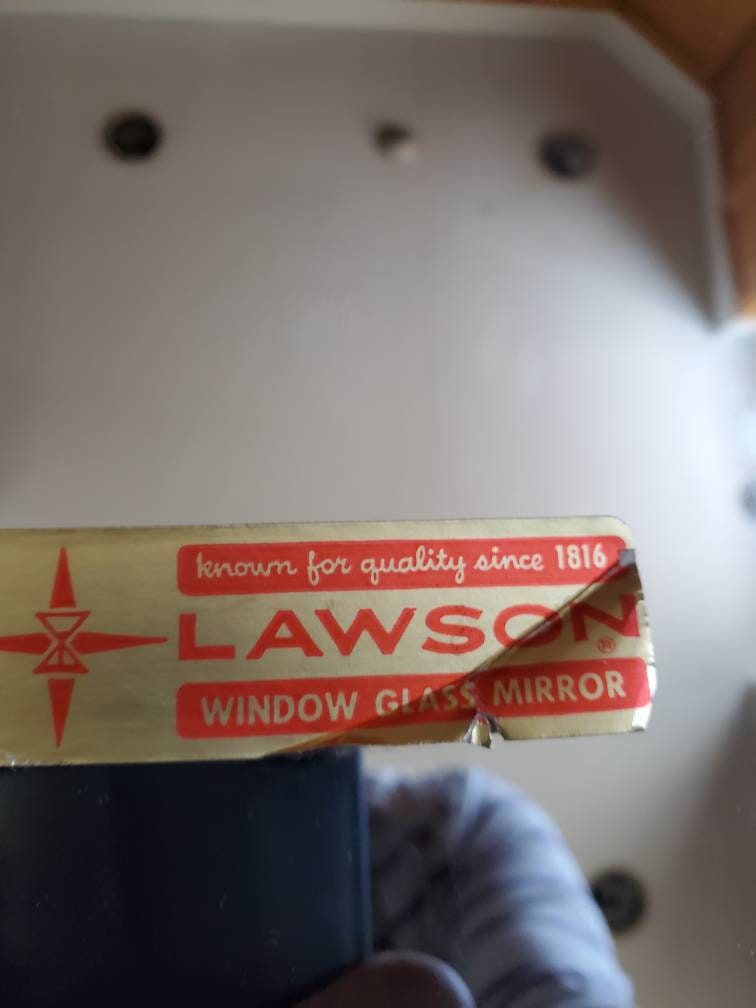 known for quality since 1816
LAWSON®
WINDOW GLASS MIRROR